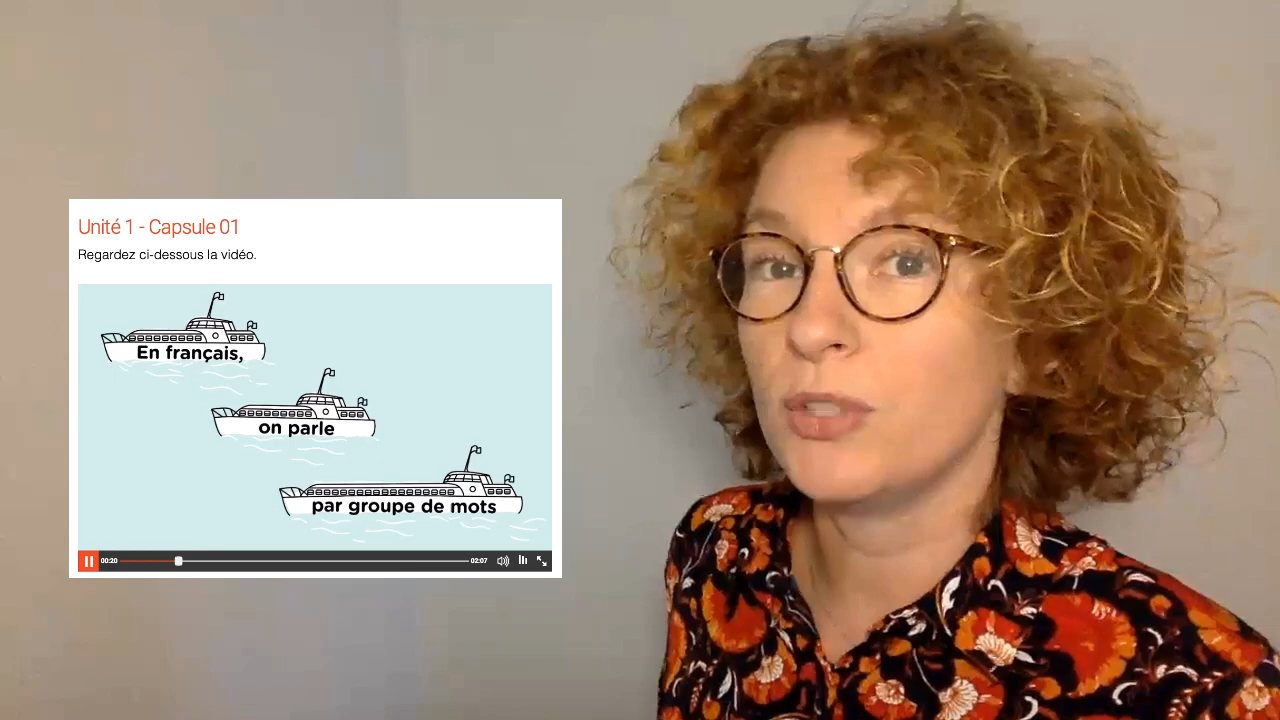 Unité 1 - Capsule 01
Regardez ci-dessous la vidéo.
En français,
on parle
par groupe de mots
00:20
02:07